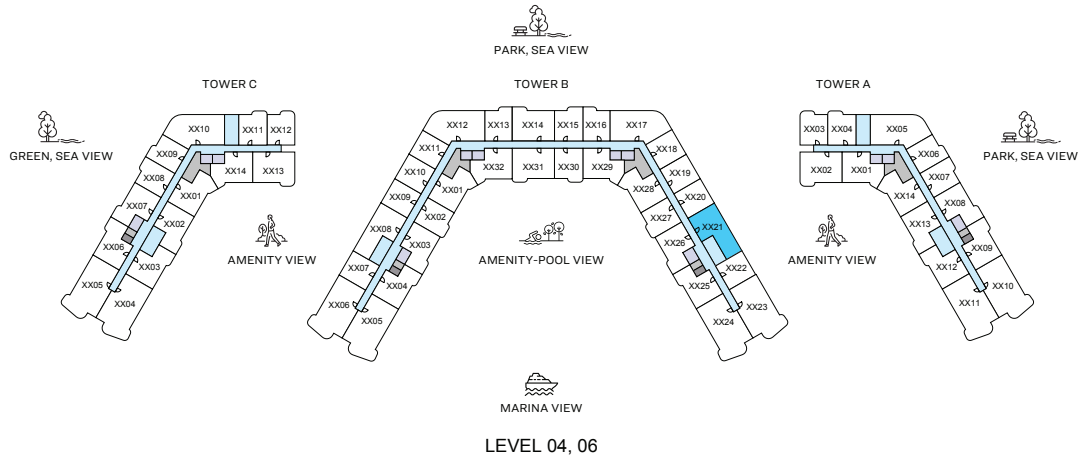 PARK, SEA VIEW
TOWER C
TOWER B
TOWER A
GREEN, SEA VIEW
PARK, SEA VIEW
XX10
XX11
XX12
XX09
XX08
XX07
XX06
XX05
XX04
XX03
XX02
XX01
XX14
XX13
AMENITY VIEW
XX12
XX13
XX14
XX15
XX16
XX17
XX11
XX10
XX09
XX08
XX07
XX06
XX05
XX04
XX03
XX02
XX01
XX32
XX31
XX30
XX29
XX28
XX27
XX26
XX25
XX24
XX23
XX22
XX21
XX20
XX19
XX18
AMENITY-POOL VIEW
AMENITY VIEW
XX03
XX04
XX05
XX02
XX01
XX06
XX07
XX08
XX09
XX10
XX11
XX12
XX13
XX14
MARINA VIEW
LEVEL 04, 06